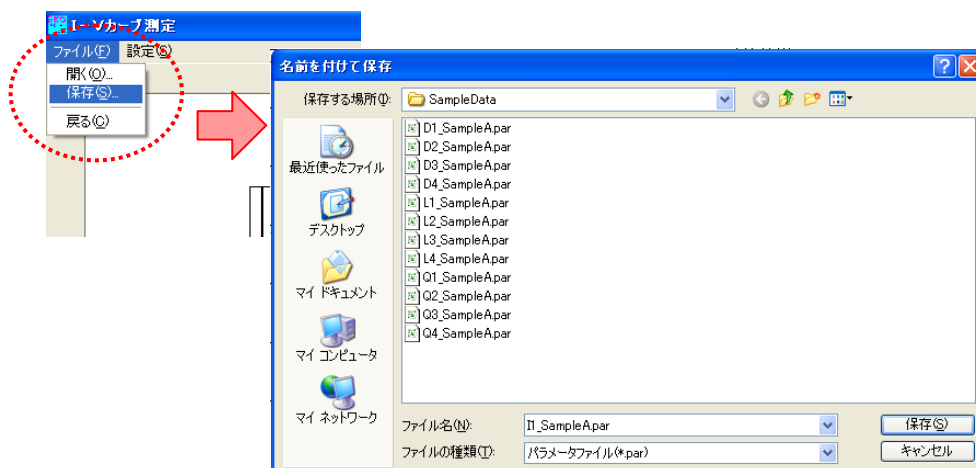 I-Vカーブ測定
ファイル(F) 設定(S)
開く(O)...
保存(S)...
戻る(C)
名前を付けて保存
保存する場所(I):
SampleData
D1_SampleA.par
D2_SampleA.par
D3_SampleA.par
D4_SampleA.par
L1_SampleA.par
L2_SampleA.par
L3_SampleA.par
L4_SampleA.par
Q1_SampleA.par
Q2_SampleA.par
Q3_SampleA.par
Q4_SampleA.par
最近使ったファイル
デスクトップ
マイ ドキュメント
マイ コンピュータ
マイ ネットワーク
ファイル名(N):
I1_SampleA.par
保存(S)
ファイルの種類(T):
パラメータファイル(*.par)
キャンセル